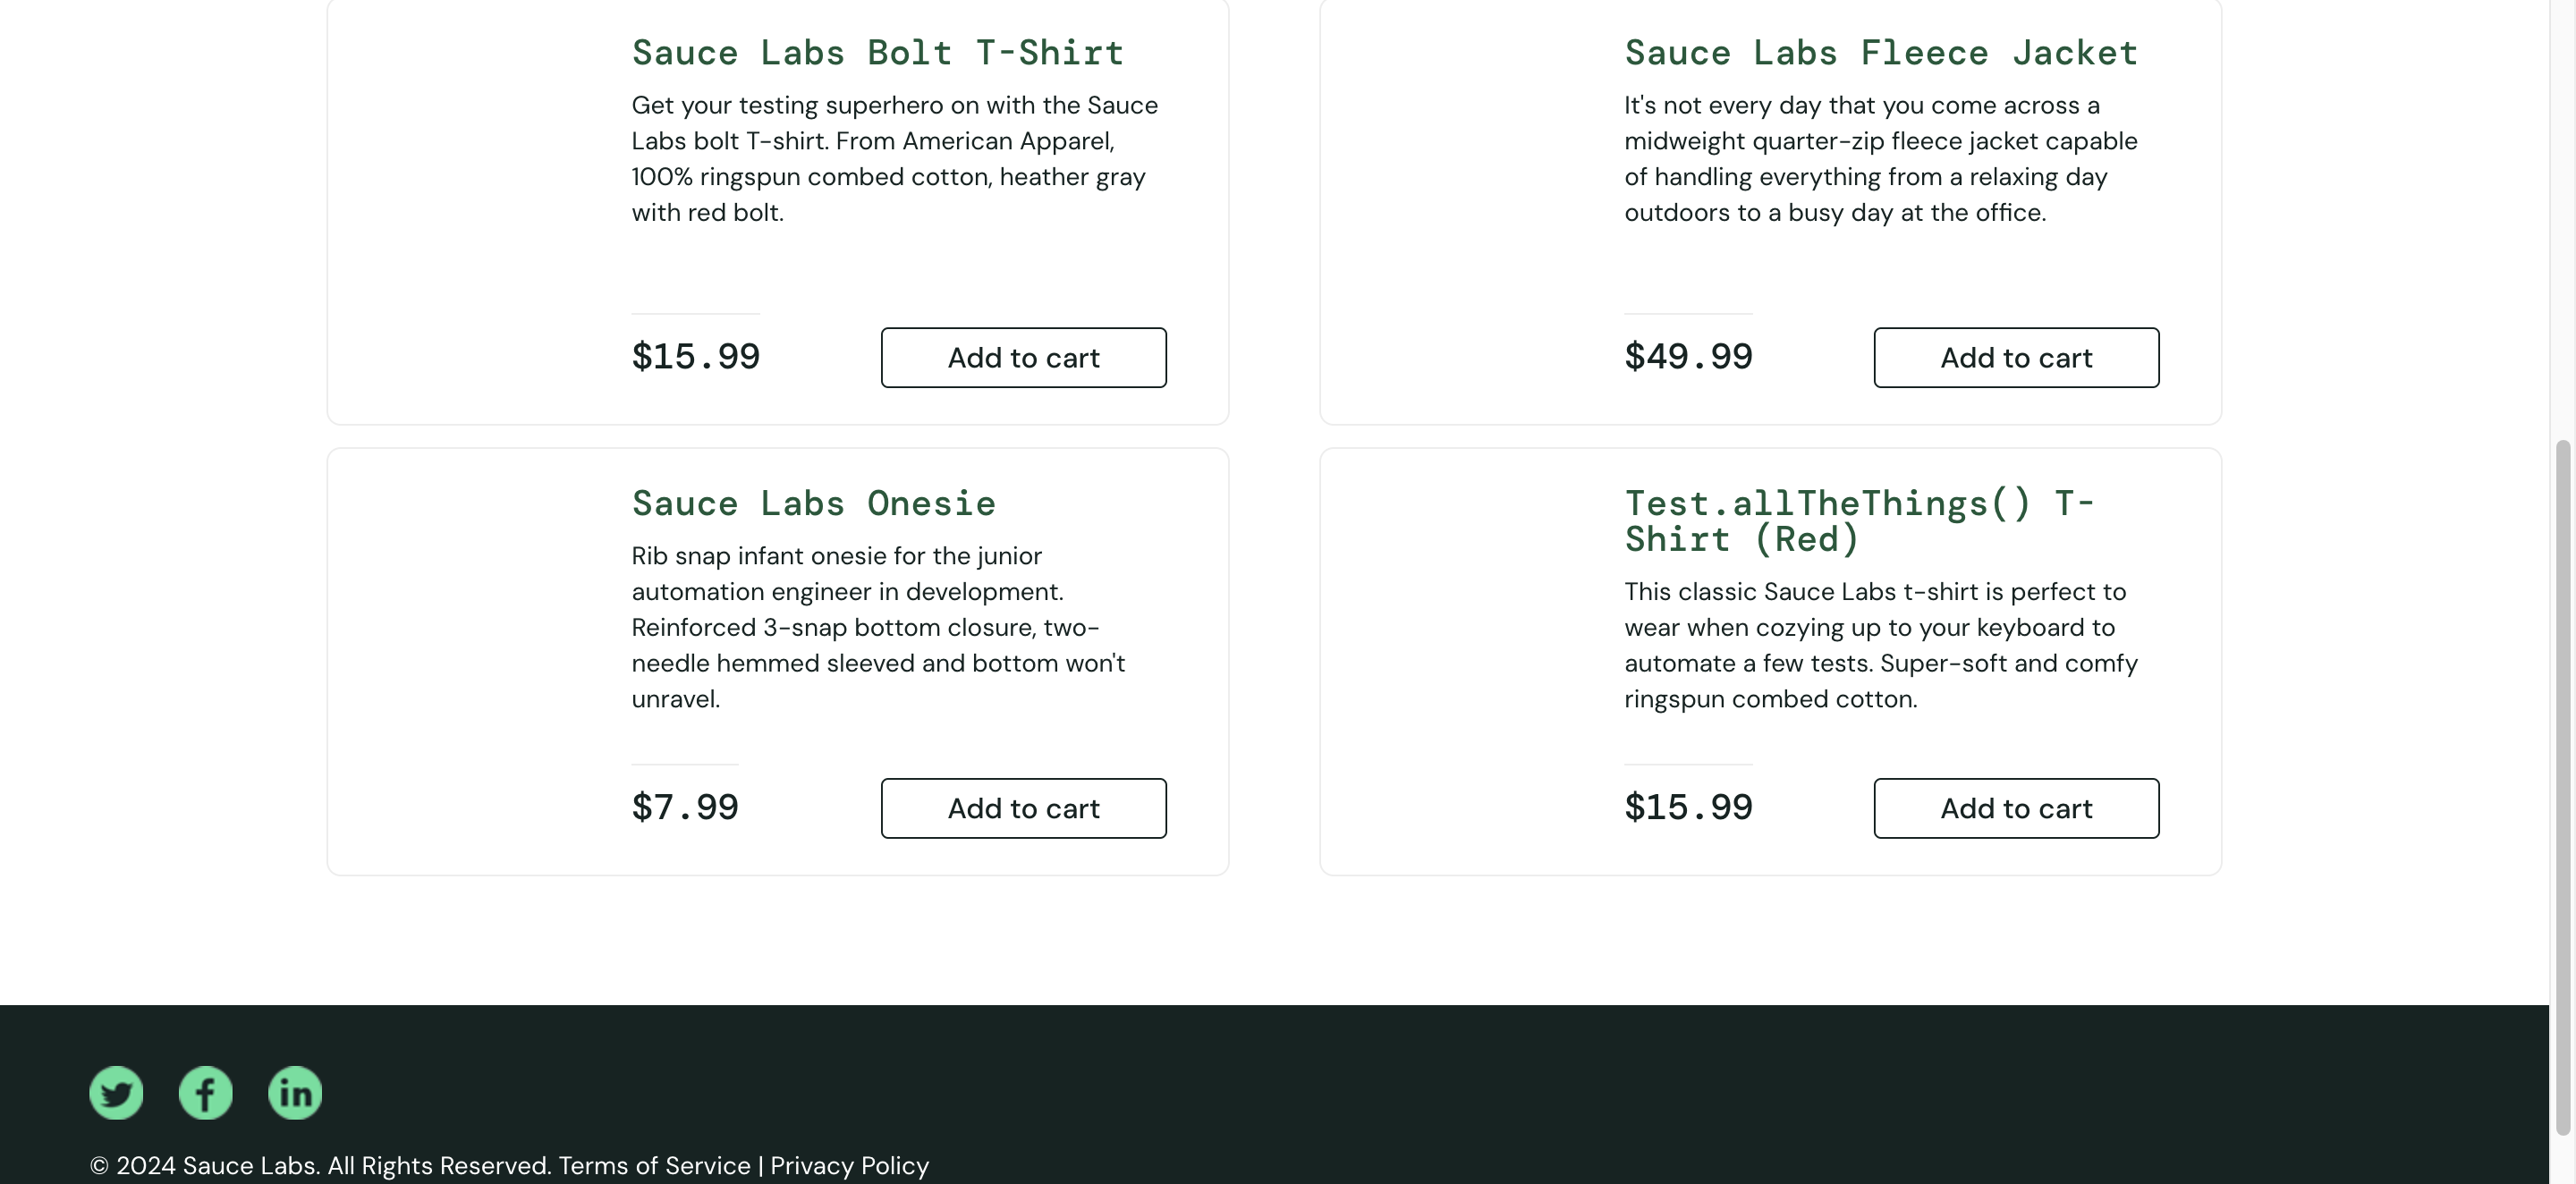 Sauce Labs Bolt T-Shirt
Get your testing superhero on with the Sauce
Labs bolt T-shirt. From American Apparel,
100% ringspun combed cotton, heather gray
with red bolt.
$15.99
Add to cart
Sauce Labs Fleece Jacket
It's not every day that you come across a
midweight quarter-zip fleece jacket capable
of handling everything from a relaxing day
outdoors to a busy day at the office.
$49.99
Add to cart
Sauce Labs Onesie
Rib snap infant onesie for the junior
automation engineer in development.
Reinforced 3-snap bottom closure, two-
needle hemmed sleeved and bottom won't
unravel.
$7.99
Add to cart
Test.allTheThings() T-
Shirt (Red)
This classic Sauce Labs t-shirt is perfect to
wear when cozying up to your keyboard to
automate a few tests. Super-soft and comfy
ringspun combed cotton.
$15.99
Add to cart
© 2024 Sauce Labs. All Rights Reserved. Terms of Service | Privacy Policy